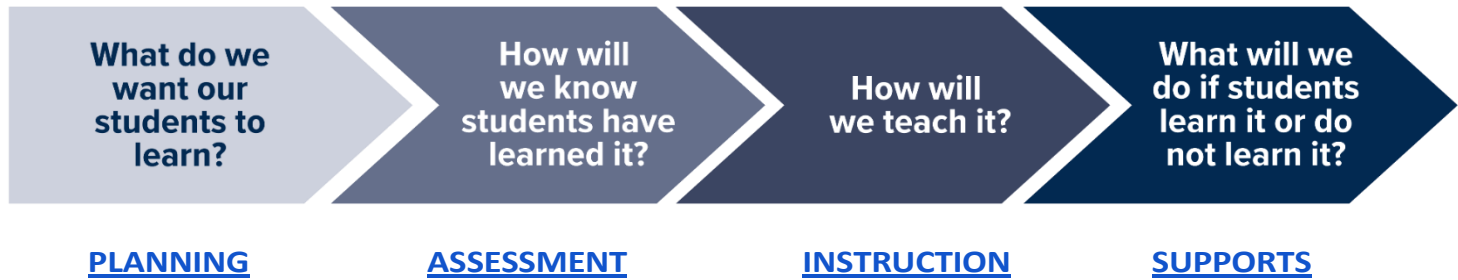 What do we
want our
students to
learn?
How will
we know
students have
learned it?
How will
we teach it?
What will we
do if students
learn it or do
not learn it?
PLANNING
ASSESSMENT
INSTRUCTION
SUPPORTS